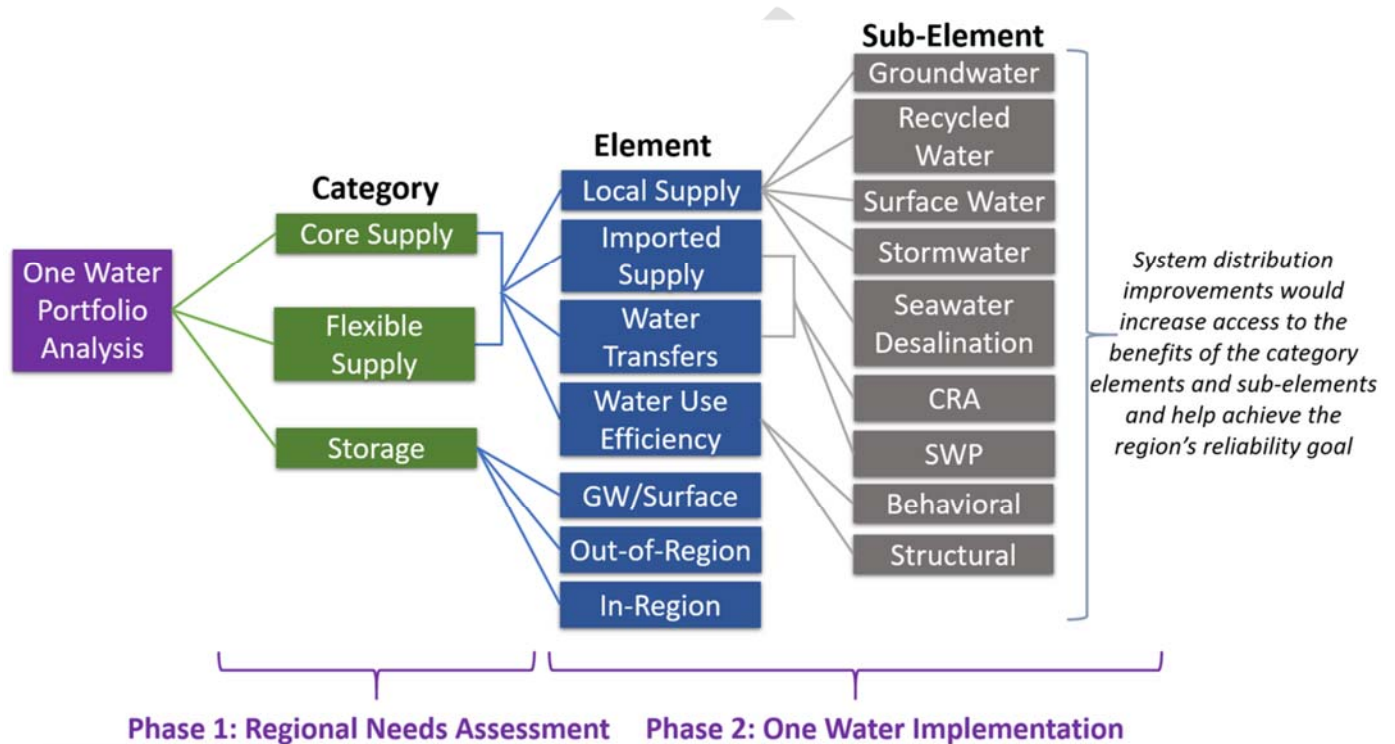 One Water
Portfolio
Analysis
Category
Core Supply
Flexible
Supply
Storage
Element
Local Supply
Imported
Supply
Water
Transfers
Water Use
Efficiency
GW/Surface
Out-of-Region
In-Region
Sub-Element
Groundwater
Recycled
Water
Surface Water
Stormwater
Seawater
Desalination
CRA
SWP
Behavioral
Structural
System distribution
improvements would
increase access to the
benefits of the category
elements and sub-elements
and help achieve the
region's reliability goal
Phase 1: Regional Needs Assessment
Phase 2: One Water Implementation